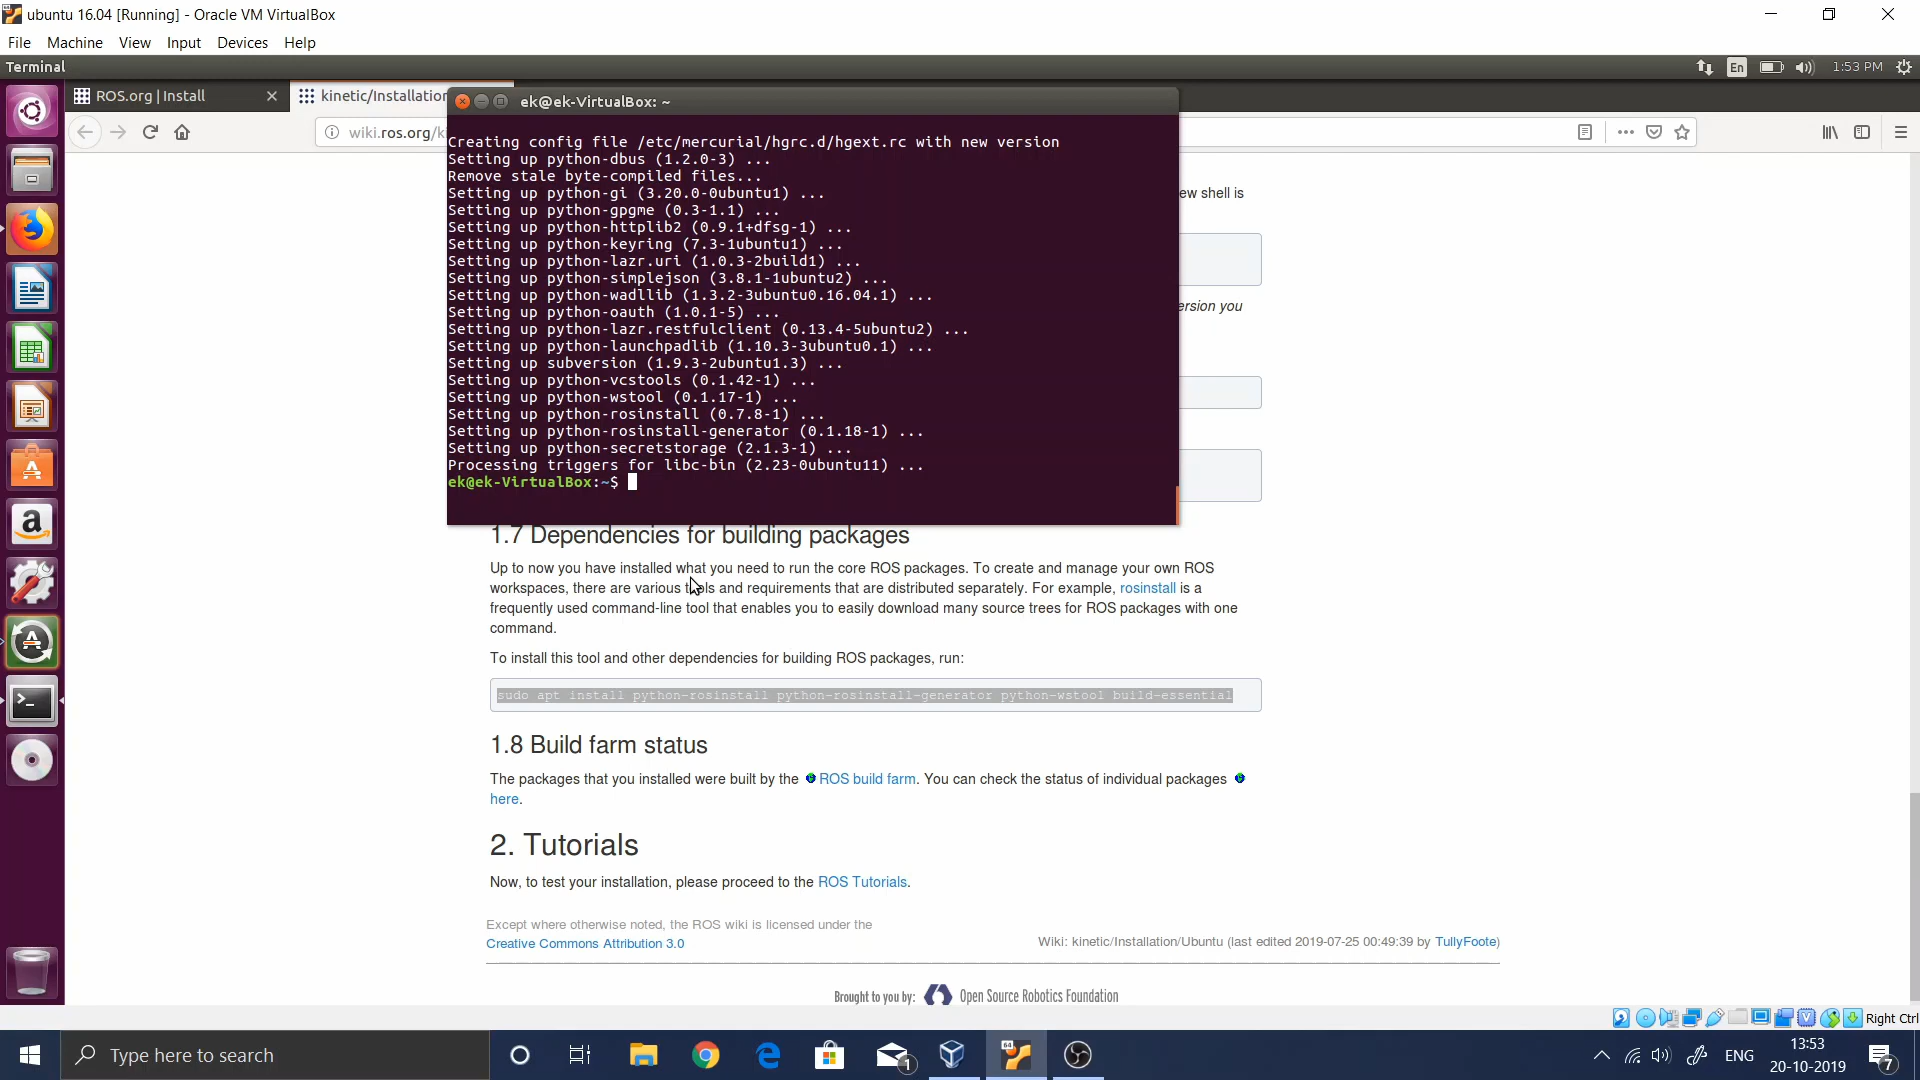 ubuntu 16.04 [Running] - Oracle VM VirtualBox
File Machine View Input Devices Help
Terminal
En
1:53 PM
ROS.org | Install
kinetic/Installation
ek@ek-VirtualBox: ~
wiki.ros.org/k
Creating config file /etc/mercurial/hgrc.d/hgext.rc with new version
Setting up python-dbus (1.2.0-3) ...
Remove stale byte-compiled files...
Setting up python-gi (3.20.0-0ubuntu1) ...
Setting up python-gpgme (0.3-1.1) ...
Setting up python-httplib2 (0.9.1+dfsg-1) ...
Setting up python-keyring (7.3-1ubuntu1) ...
Setting up python-lazr.uri (1.0.3-2build1) ...
Setting up python-simplejson (3.8.1-1ubuntu2) ...
Setting up python-wadllib (1.3.2-3ubuntu0.16.04.1) ...
Setting up python-oauth (1.0.1-5) ...
Setting up python-lazr.restfulclient (0.13.4-5ubuntu2) ...
Setting up python-launchpadlib (1.10.3-3ubuntu0.1) ...
Setting up subversion (1.9.3-2ubuntu1.3) ...
Setting up python-vcstools (0.1.42-1) ...
Setting up python-wstool (0.1.17-1) ...
Setting up python-rosinstall (0.7.8-1) ...
Setting up python-rosinstall-generator (0.1.18-1) ...
Setting up python-secretstorage (2.1.3-1) ...
Processing triggers for libc-bin (2.23-0ubuntu11) ...
ek@ek-VirtualBox:~$
ew shell is
ersion you
1.7 Dependencies for building packages
Up to now you have installed what you need to run the core ROS packages. To create and manage your own ROS
workspaces, there are various tools and requirements that are distributed separately. For example, rosinstall is a
frequently used command-line tool that enables you to easily download many source trees for ROS packages with one
command.
To install this tool and other dependencies for building ROS packages, run:
sudo apt install python-rosinstall python-rosinstall-generator python-wstool build-essential
1.8 Build farm status
The packages that you installed were built by the ROS build farm. You can check the status of individual packages
here.
2. Tutorials
Now, to test your installation, please proceed to the ROS Tutorials.
Except where otherwise noted, the ROS wiki is licensed under the
Creative Commons Attribution 3.0
Wiki: kinetic/Installation/Ubuntu (last edited 2019-07-25 00:49:39 by TullyFoote)
Brought to you by: Open Source Robotics Foundation
Right Ctrl
Type here to search
1
64
ENG
13:53
20-10-2019
7